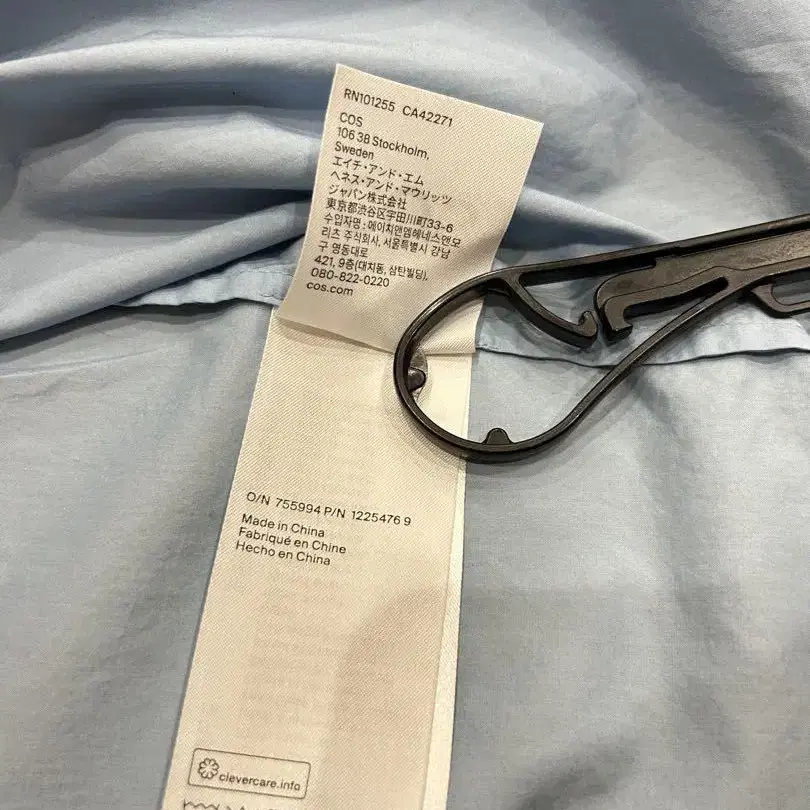 RN101255 CA42271
COS
106 38 Stockholm,
Sweden
エイチ・アンド・エム
ヘネス・アンド・マウリッツ
ジャパン株式会社
東京都渋谷区宇田川町33-6
수입자명 : 에이치앤엠헤네스앤모
리츠 주식회사, 서울특별시 강남
구 영동대로
421, 9층(대치동, 삼탄빌딩),
080-822-0220
cos.com
O/N 755994 P/N 1225476 9
Made in China
Fabriqué en Chine
Hecho en China
clevercare.info